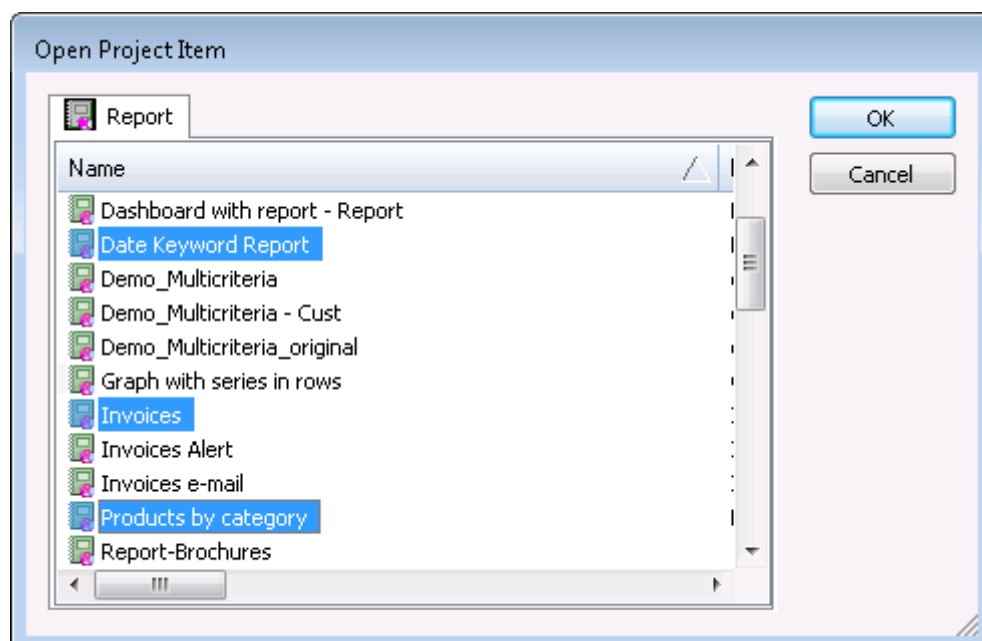 Open Project Item
Report
OK
Name
Cancel
Dashboard with report - Report
Date Keyword Report
Demo_Multicriteria
Demo_Multicriteria - Cust
Demo_Multicriteria_original
Graph with series in rows
Invoices
Invoices Alert
Invoices e-mail
Products by category
Report-Brochures